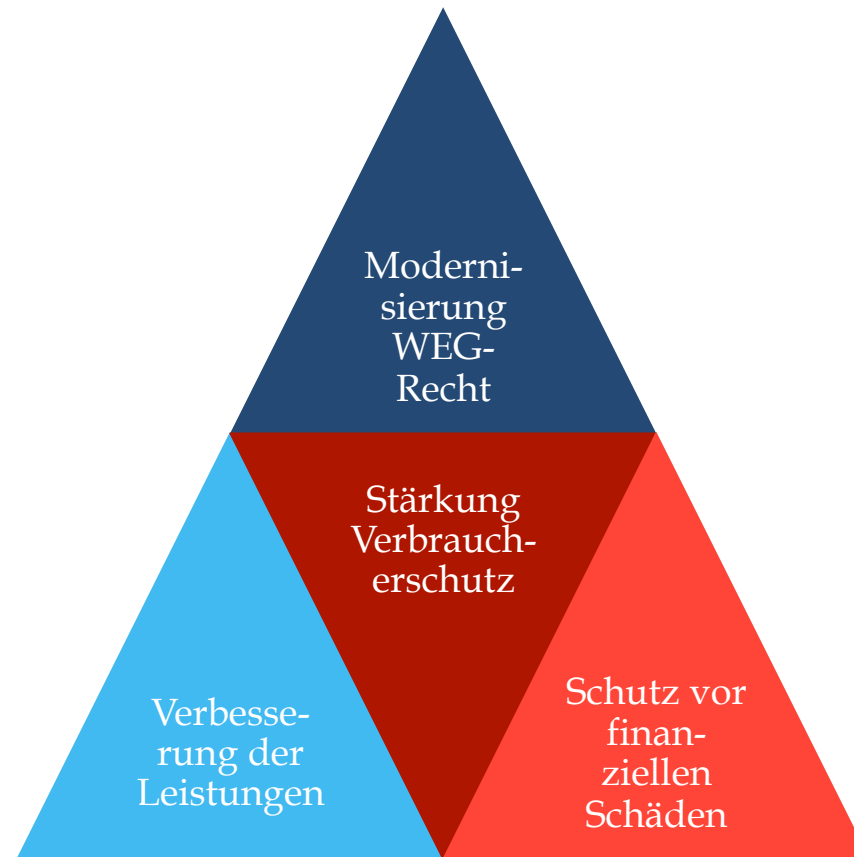 Moderni-
sierung
WEG-
Recht
Stärkung
Verbrauch-
erschutz
Verbesse-
rung der
Leistungen
Schutz vor
finan-
ziellen
Schäden